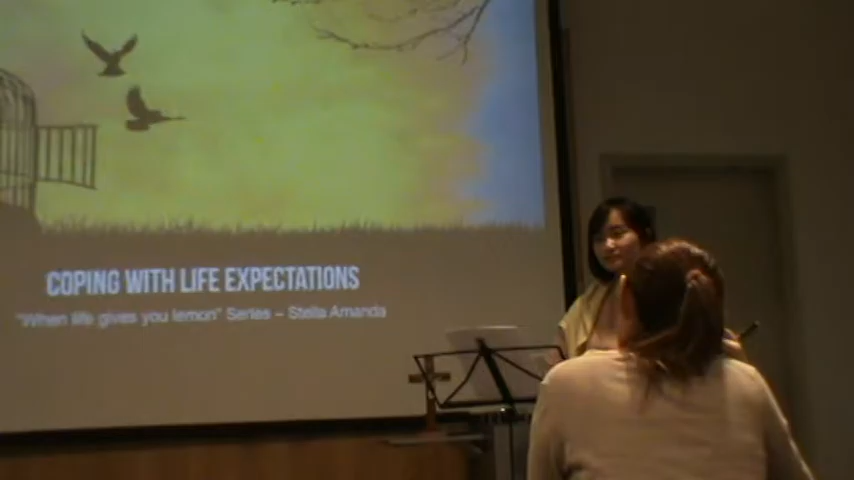 COPING WITH LIFE EXPECTATIONS
"When life gives you lemon" Series – Stella Amanda